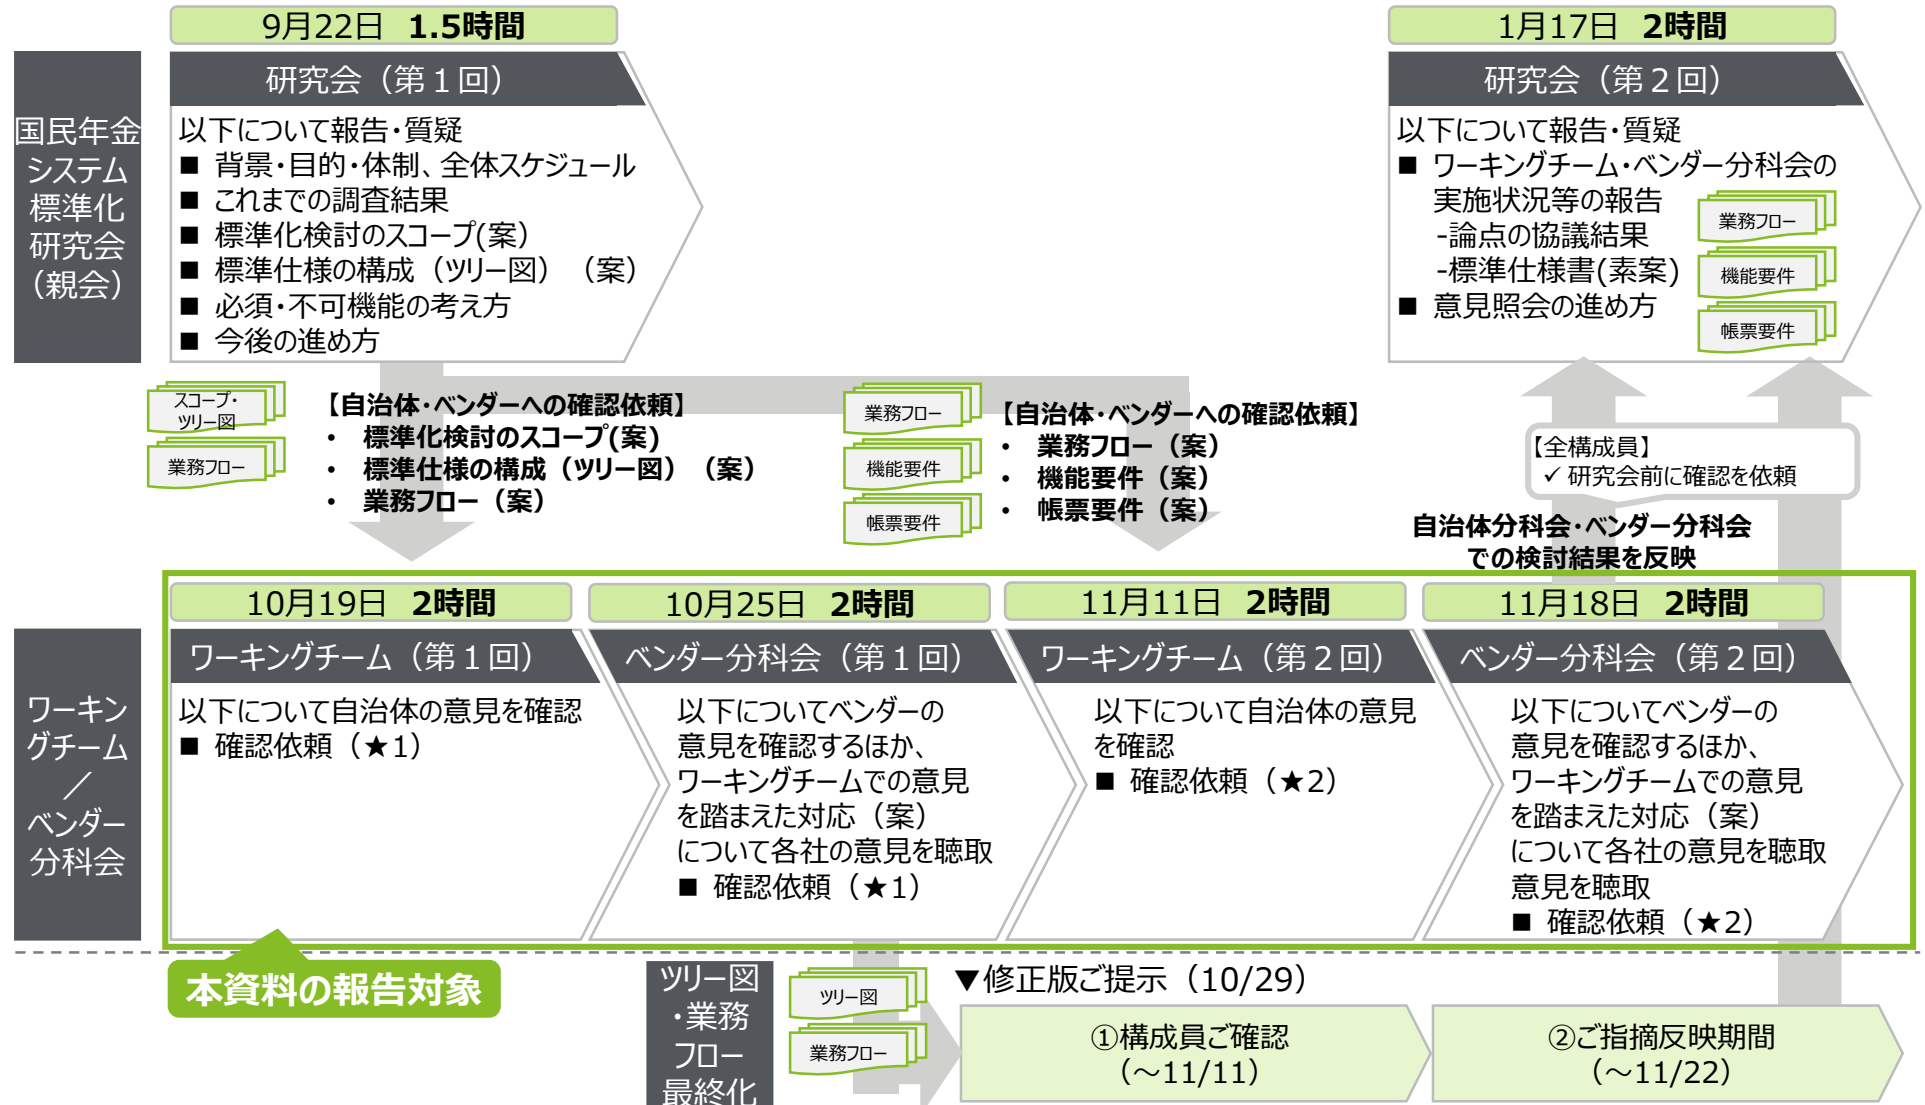 9月22日 1.5時間
1月17日 2時間
国民年金
システム
標準化
研究会
（親会）
研究会（第１回）
以下について報告・質疑
■ 背景・目的・体制、全体スケジュール
■ これまでの調査結果
■ 標準化検討のスコープ(案)
■ 標準仕様の構成（ツリー図）（案）
■ 必須・不可機能の考え方
■ 今後の進め方
研究会（第２回）
以下について報告・質疑
■ ワーキングチーム・ベンダー分科会の
実施状況等の報告
-論点の協議結果
-標準仕様書(素案)
■ 意見照会の進め方
業務フロー
機能要件
帳票要件
スコープ・
ツリー図
業務フロー
【自治体・ベンダーへの確認依頼】
・ 標準化検討のスコープ(案)
・ 標準仕様の構成（ツリー図）（案）
・ 業務フロー（案）
業務フロー
機能要件
帳票要件
【自治体・ベンダーへの確認依頼】
・ 業務フロー（案）
・ 機能要件（案）
・ 帳票要件（案）
【全構成員】
✓ 研究会前に確認を依頼
自治体分科会・ベンダー分科会
での検討結果を反映
ワーキン
グチーム
／
ベンダー
分科会
10月19日 2時間
ワーキングチーム（第１回）
以下について自治体の意見を確認
■ 確認依頼（★1）
10月25日 2時間
ベンダー分科会（第１回）
以下についてベンダーの
意見を確認するほか、
ワーキングチームでの意見
を踏まえた対応（案）
について各社の意見を聴取
■ 確認依頼（★1）
11月11日 2時間
ワーキングチーム（第２回）
以下について自治体の意見
を確認
■ 確認依頼（★2）
11月18日 2時間
ベンダー分科会（第２回）
以下についてベンダーの
意見を確認するほか、
ワーキングチームでの意見
を踏まえた対応（案）
について各社の意見を聴取
意見を聴取
■ 確認依頼（★2）
本資料の報告対象
ツリー図
・業務
フロー
最終化
ツリー図
業務フロー
▼修正版ご提示（10/29）
①構成員ご確認
（～11/11）
②ご指摘反映期間
（～11/22）